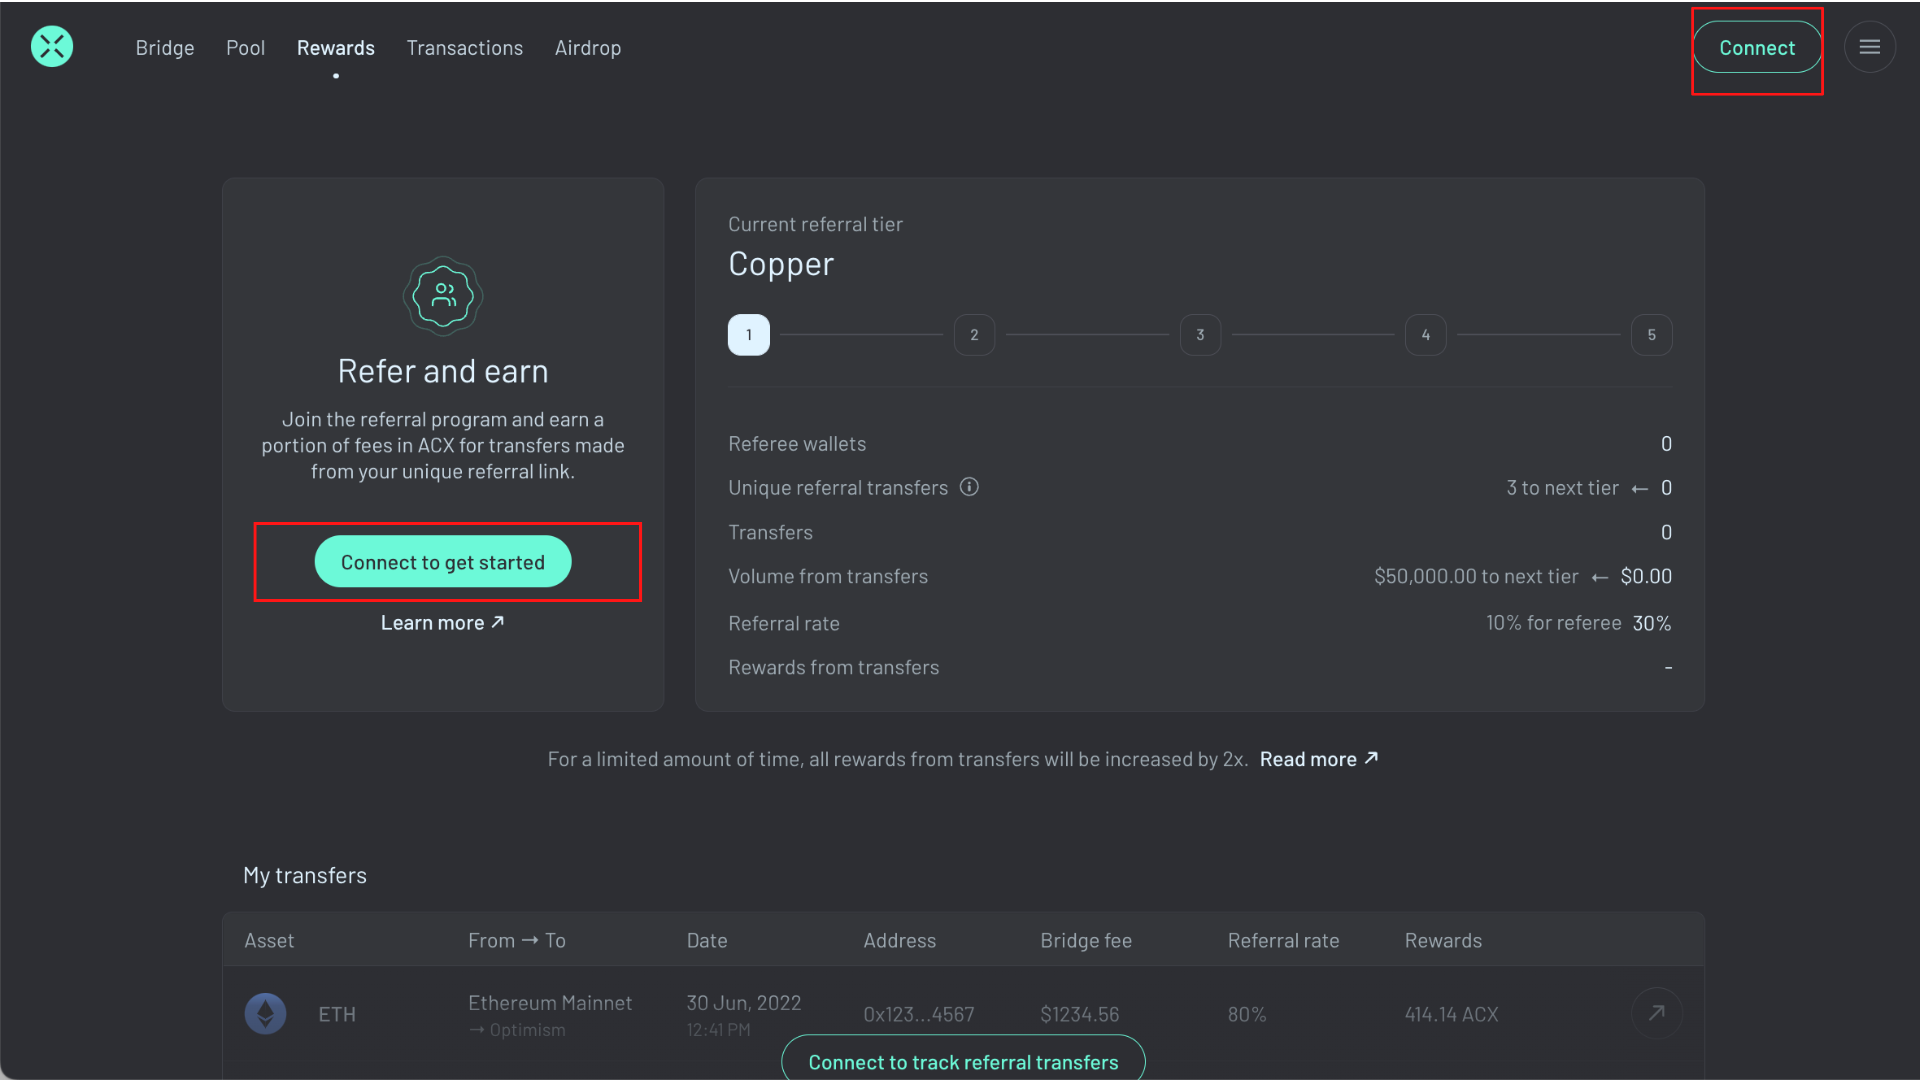 Bridge Pool Rewards Transactions Airdrop Connect
Refer and earn
Join the referral program and earn a
portion of fees in ACX for transfers made
from your unique referral link.
Connect to get started
Learn more ↗
Current referral tier
Copper
1 2 3 4 5
Referee wallets 0
Unique referral transfers 3 to next tier ← 0
Transfers 0
Volume from transfers $50,000.00 to next tier ← $0.00
Referral rate 10% for referee 30%
Rewards from transfers -
For a limited amount of time, all rewards from transfers will be increased by 2x. Read more ↗
My transfers
Asset From → To Date Address Bridge fee Referral rate Rewards
ETH Ethereum Mainnet 30 Jun, 2022 0x123...4567 $1234.56 80% 414.14 ACX
→ Optimism 12:41 PM
Connect to track referral transfers